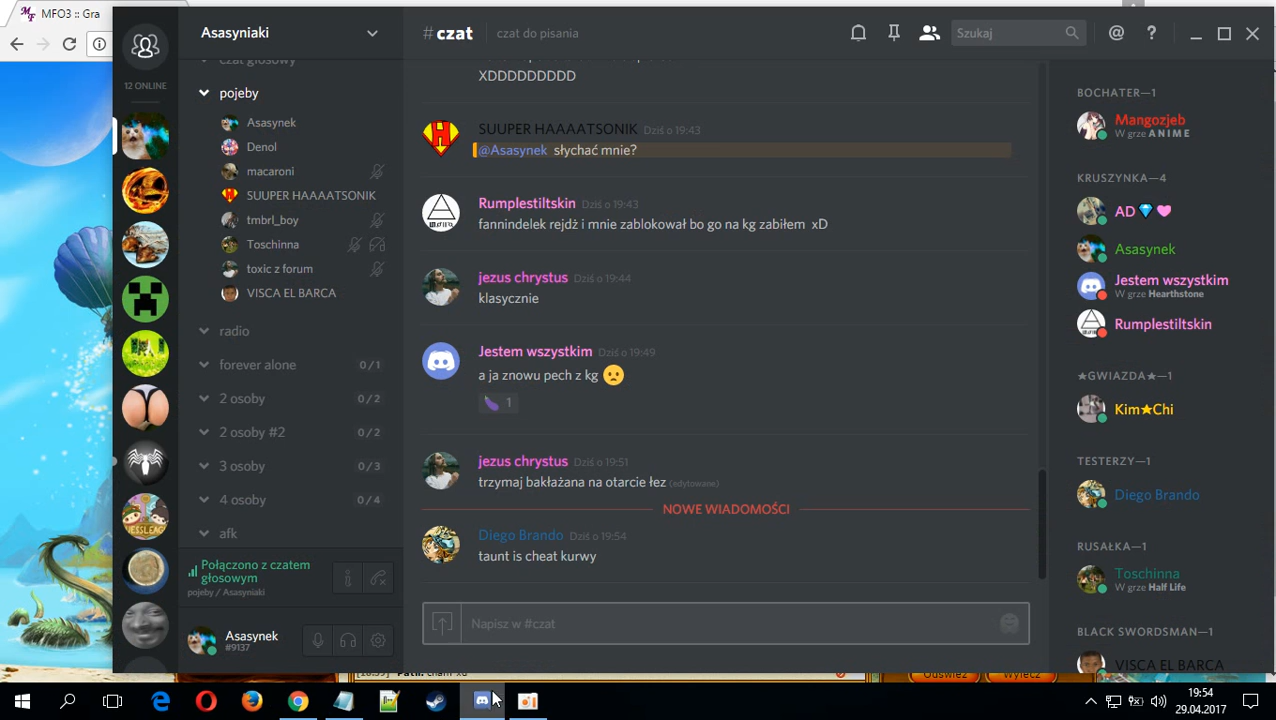 MFO3 :: Gra
12 ONLINE
Asasyniaki
czat głosowy
pojeby
Asasynek
Denol
macaroni
SUUPER HAAATSONIK
tmbrl_boy
Toschinna
toxic z forum
VISCA EL BARCA
radio
forever alone 0/1
2 osoby 0/2
2 osoby #2 0/2
3 osoby 0/3
4 osoby 0/4
afk
Połączono z czatem
głosowym
pojeby / Asasyniaki
Asasynek
#9137
#czat czat do pisania
Szukaj
XDDDDDDDDD
SUUPER HAAATSONIK Dziś o 19:43
@Asasynek słychać mnie?
Rumplestiltskin Dziś o 19:43
fannindelek rejdż i mnie zablokował bo go na kg zabiłem xD
jezus chrystus Dziś o 19:44
klasycznie
Jestem wszystkim Dziś o 19:49
a ja znowu pech z kg
1
jezus chrystus Dziś o 19:51
trzymaj bakłażana na otarcie łez (edytowane)
NOWE WIADOMOŚCI
Diego Brando Dziś o 19:54
taunt is cheat kurwy
Napisz w #czat
BOCHATER—1
Mangozjeb
W grze A N I M E
KRUSZYNKA—4
AD
Asasynek
Jestem wszystkim
W grze Hearthstone
Rumplestiltskin
★GWIAZDA★—1
Kim★Chi
TESTERZY—1
Diego Brando
RUSAŁKA—1
Toschinna
W grze Half Life
BLACK SWORDSMAN—1
VISCA EL BARCA
Odśwież Wyłącz
19:54
29.04.2017